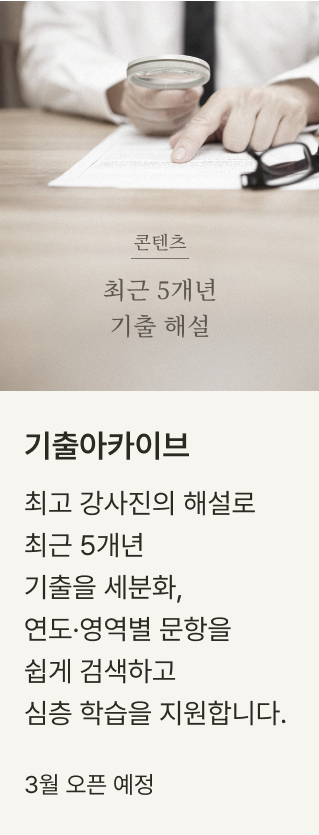 콘텐츠
최근 5개년
기출 해설
기출아카이브
최고 강사진의 해설로
최근 5개년
기출을 세분화,
연도·영역별 문항을
쉽게 검색하고
심층 학습을 지원합니다.
3월 오픈 예정